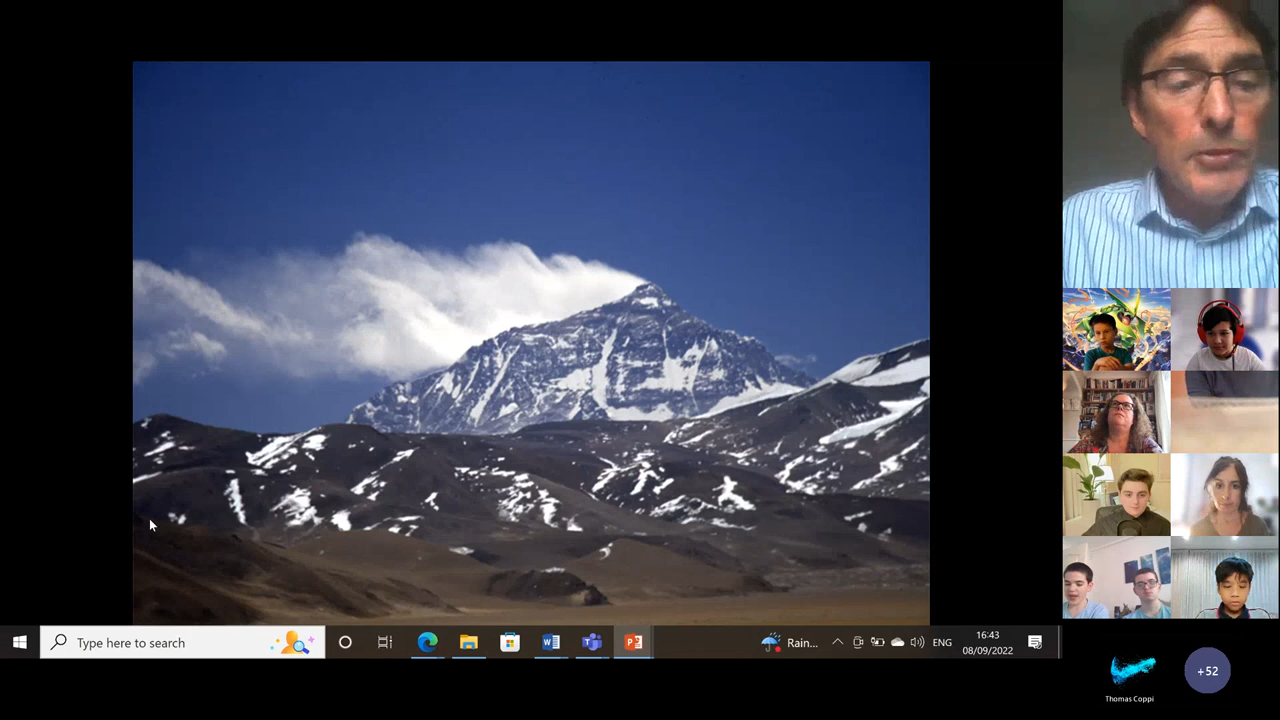 Type here to search
Rain...
ENG
16:43
08/09/2022
Thomas Coppi
+52